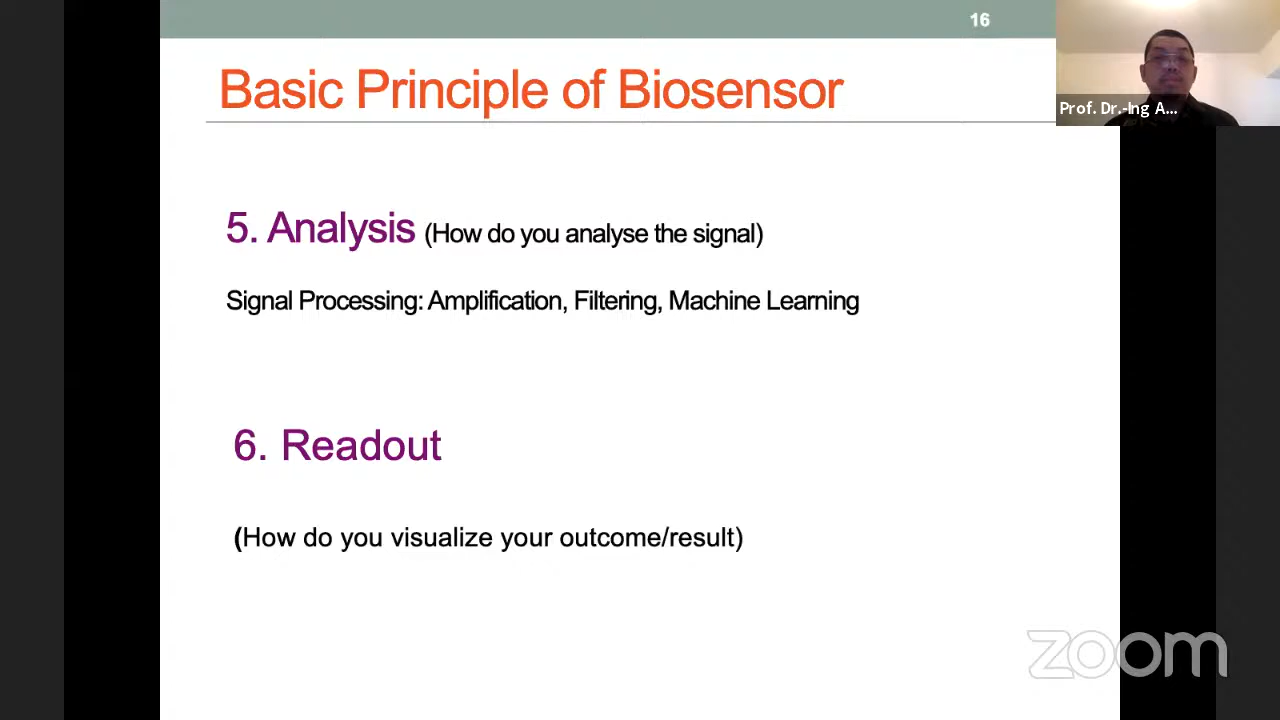 16
Basic Principle of Biosensor
Prof. Dr.-Ing A...
5. Analysis (How do you analyse the signal)
Signal Processing: Amplification, Filtering, Machine Learning
6. Readout
(How do you visualize your outcome/result)
zoom